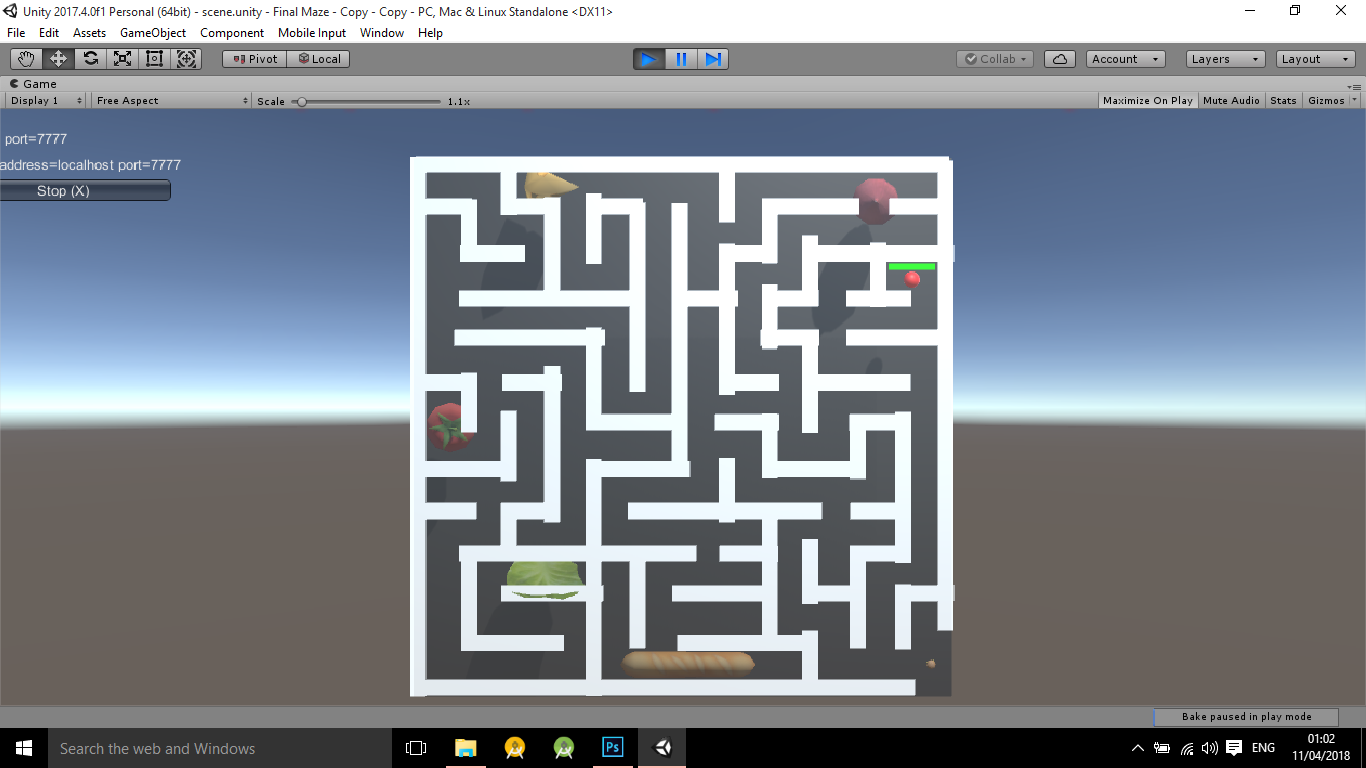 Unity 2017.4.0f1 Personal (64bit) - scene.unity - Final Maze - Copy - Copy - PC, Mac & Linux Standalone <DX11>
File Edit Assets GameObject Component Mobile Input Window Help
Pivot Local Collab Account Layers Layout
Game
Display 1 Free Aspect Scale 1.1x Maximize On Play Mute Audio Stats Gizmos
port=7777
address=localhost port=7777
Stop (X)
Bake paused in play mode
Search the web and Windows Ps ENG 01:02
11/04/2018